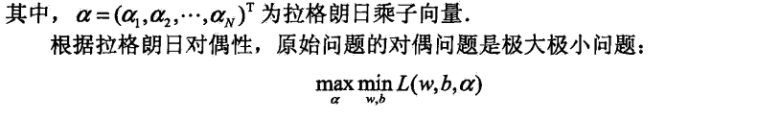 其中，α=(α₁,α₂,⋯,α_N)ᵀ 为拉格朗日乘子向量．
根据拉格朗日对偶性，原始问题的对偶问题是极大极小问题：
max min L(w,b,α)
α w,b